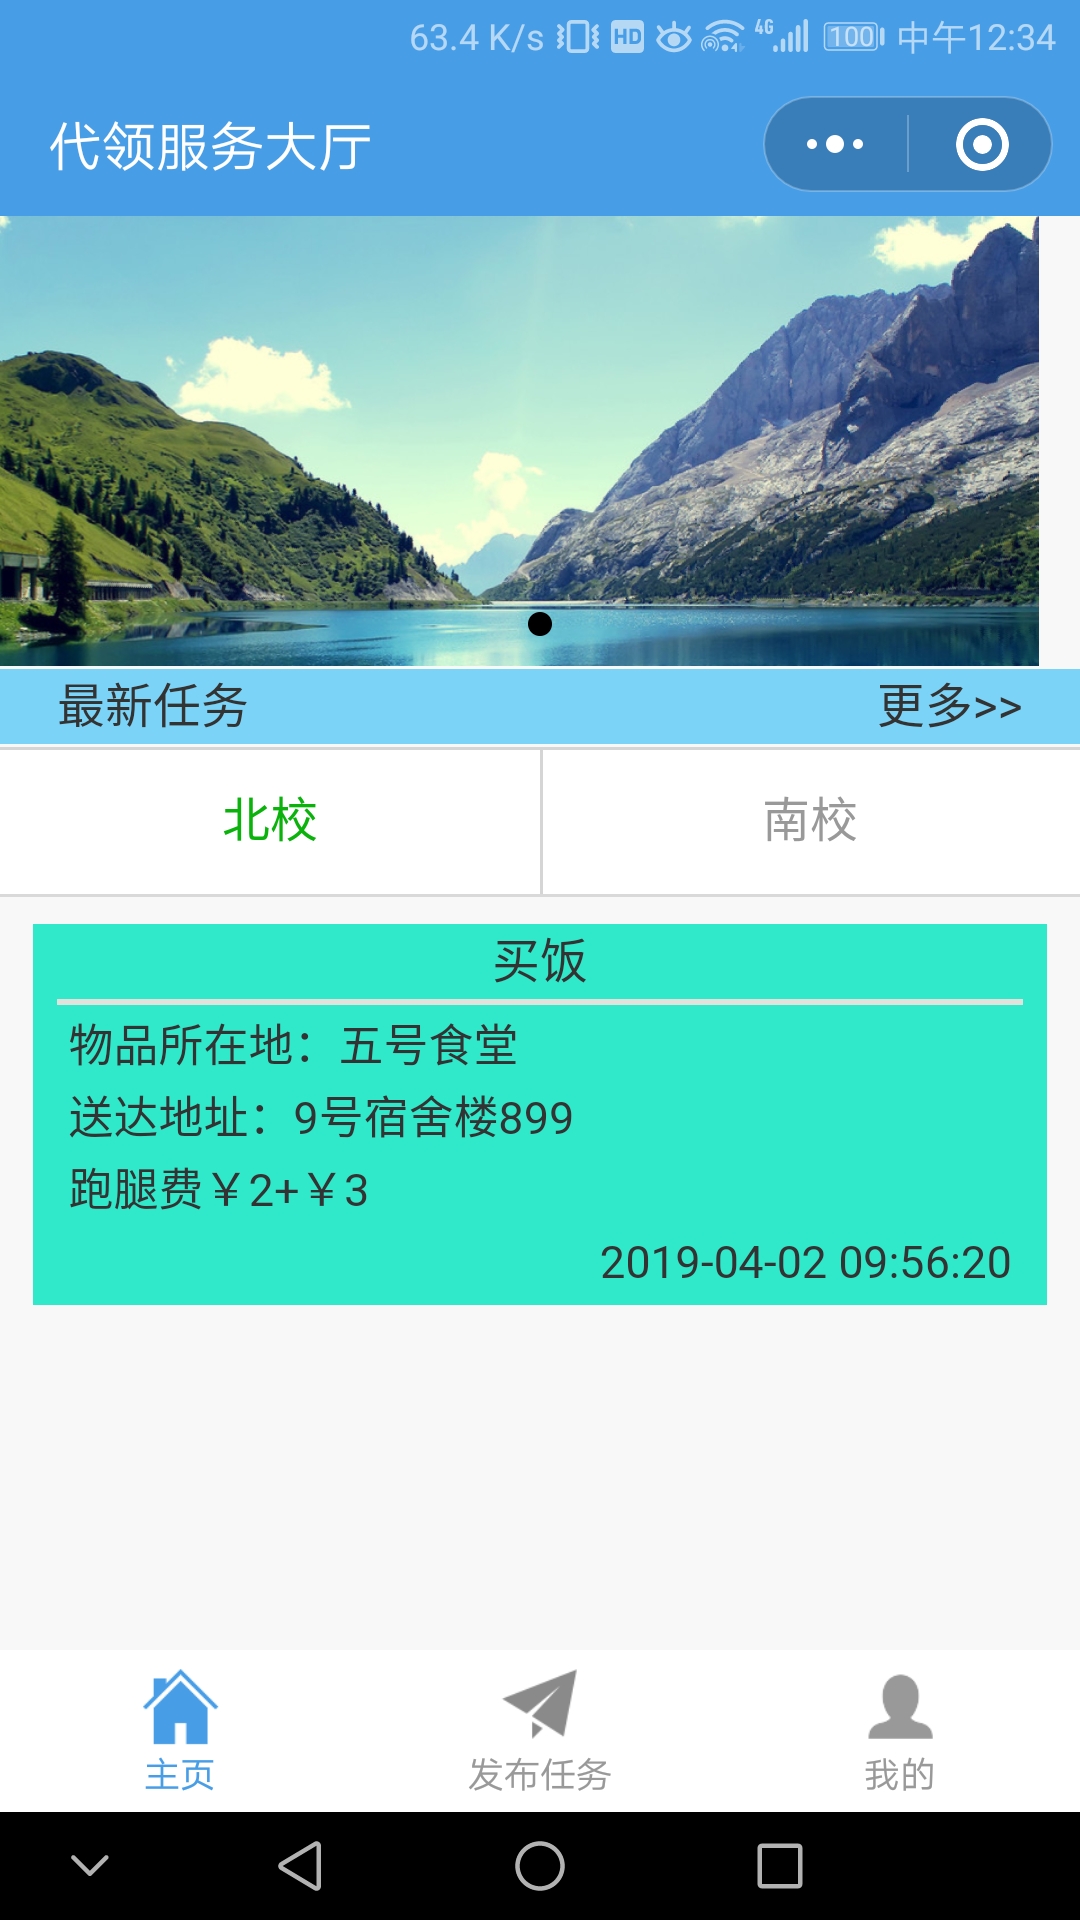 63.4 K/s HD 4G 100 中午12:34
代领服务大厅
最新任务 更多>>
北校 南校
买饭
物品所在地：五号食堂
送达地址：9号宿舍楼899
跑腿费￥2+￥3
2019-04-02 09:56:20
主页 发布任务 我的